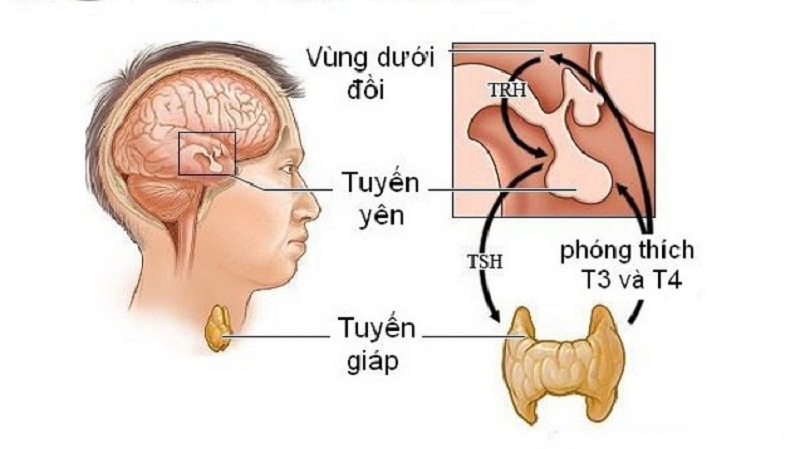 Vùng dưới
đồi
TRH
Tuyến
yên
TSH
phóng thích
T3 và T4
Tuyến
giáp